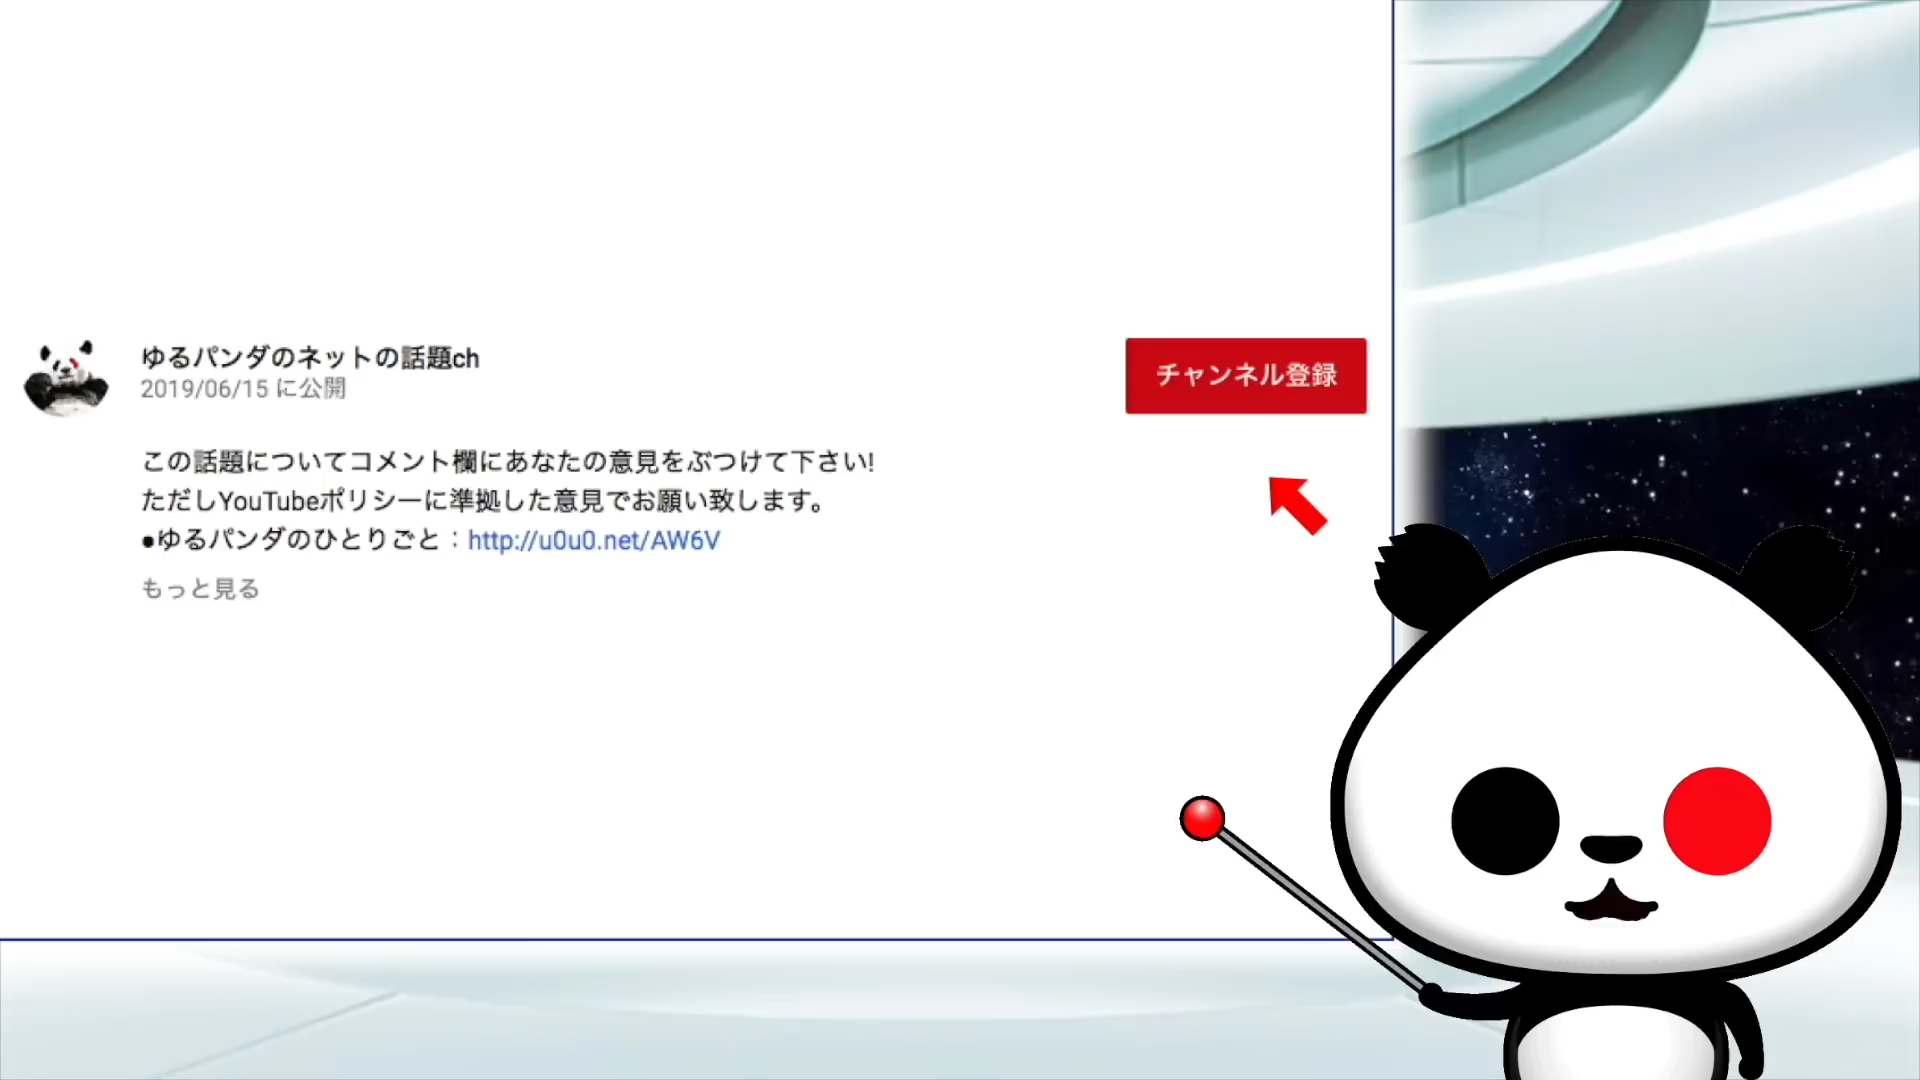 ゆるパンダのネットの話題ch
2019/06/15 に公開
チャンネル登録
この話題についてコメント欄にあなたの意見をぶつけて下さい!
ただしYouTubeポリシーに準拠した意見でお願い致します。
●ゆるパンダのひとりごと：http://u0u0.net/AW6V
もっと見る